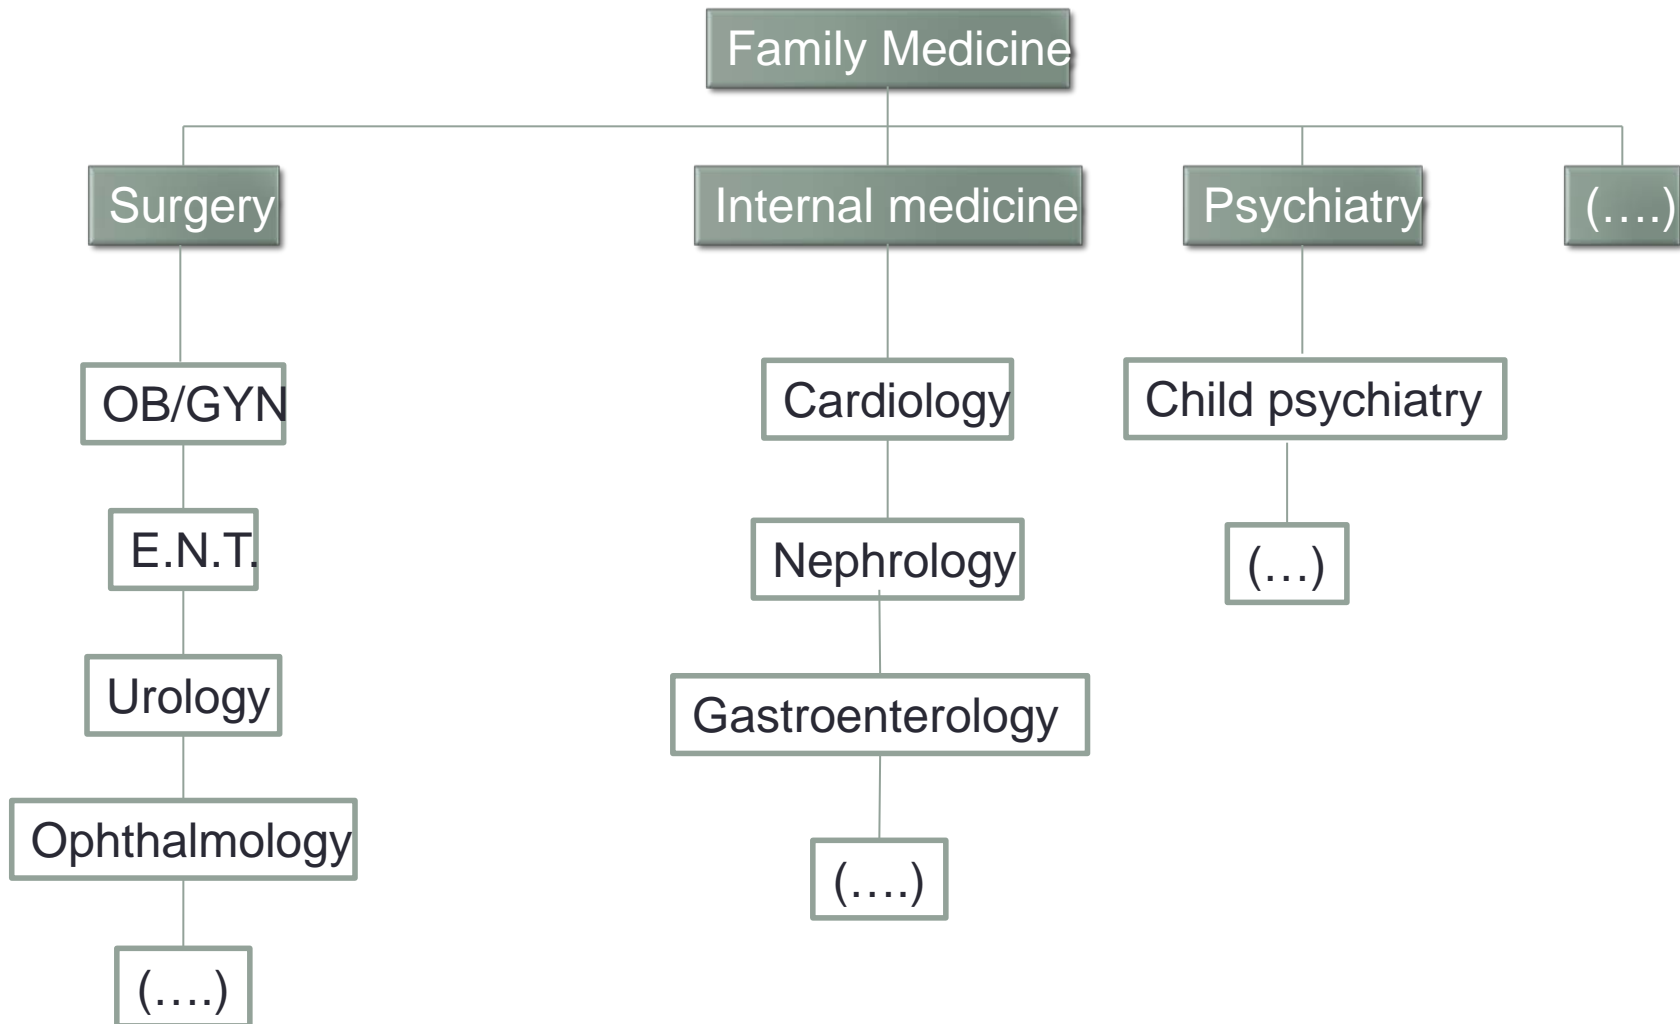 Family Medicine
Surgery
Internal medicine
Psychiatry
(....)
OB/GYN
Cardiology
Child psychiatry
E.N.T.
Nephrology
(...)
Urology
Gastroenterology
Ophthalmology
(....)
(....)